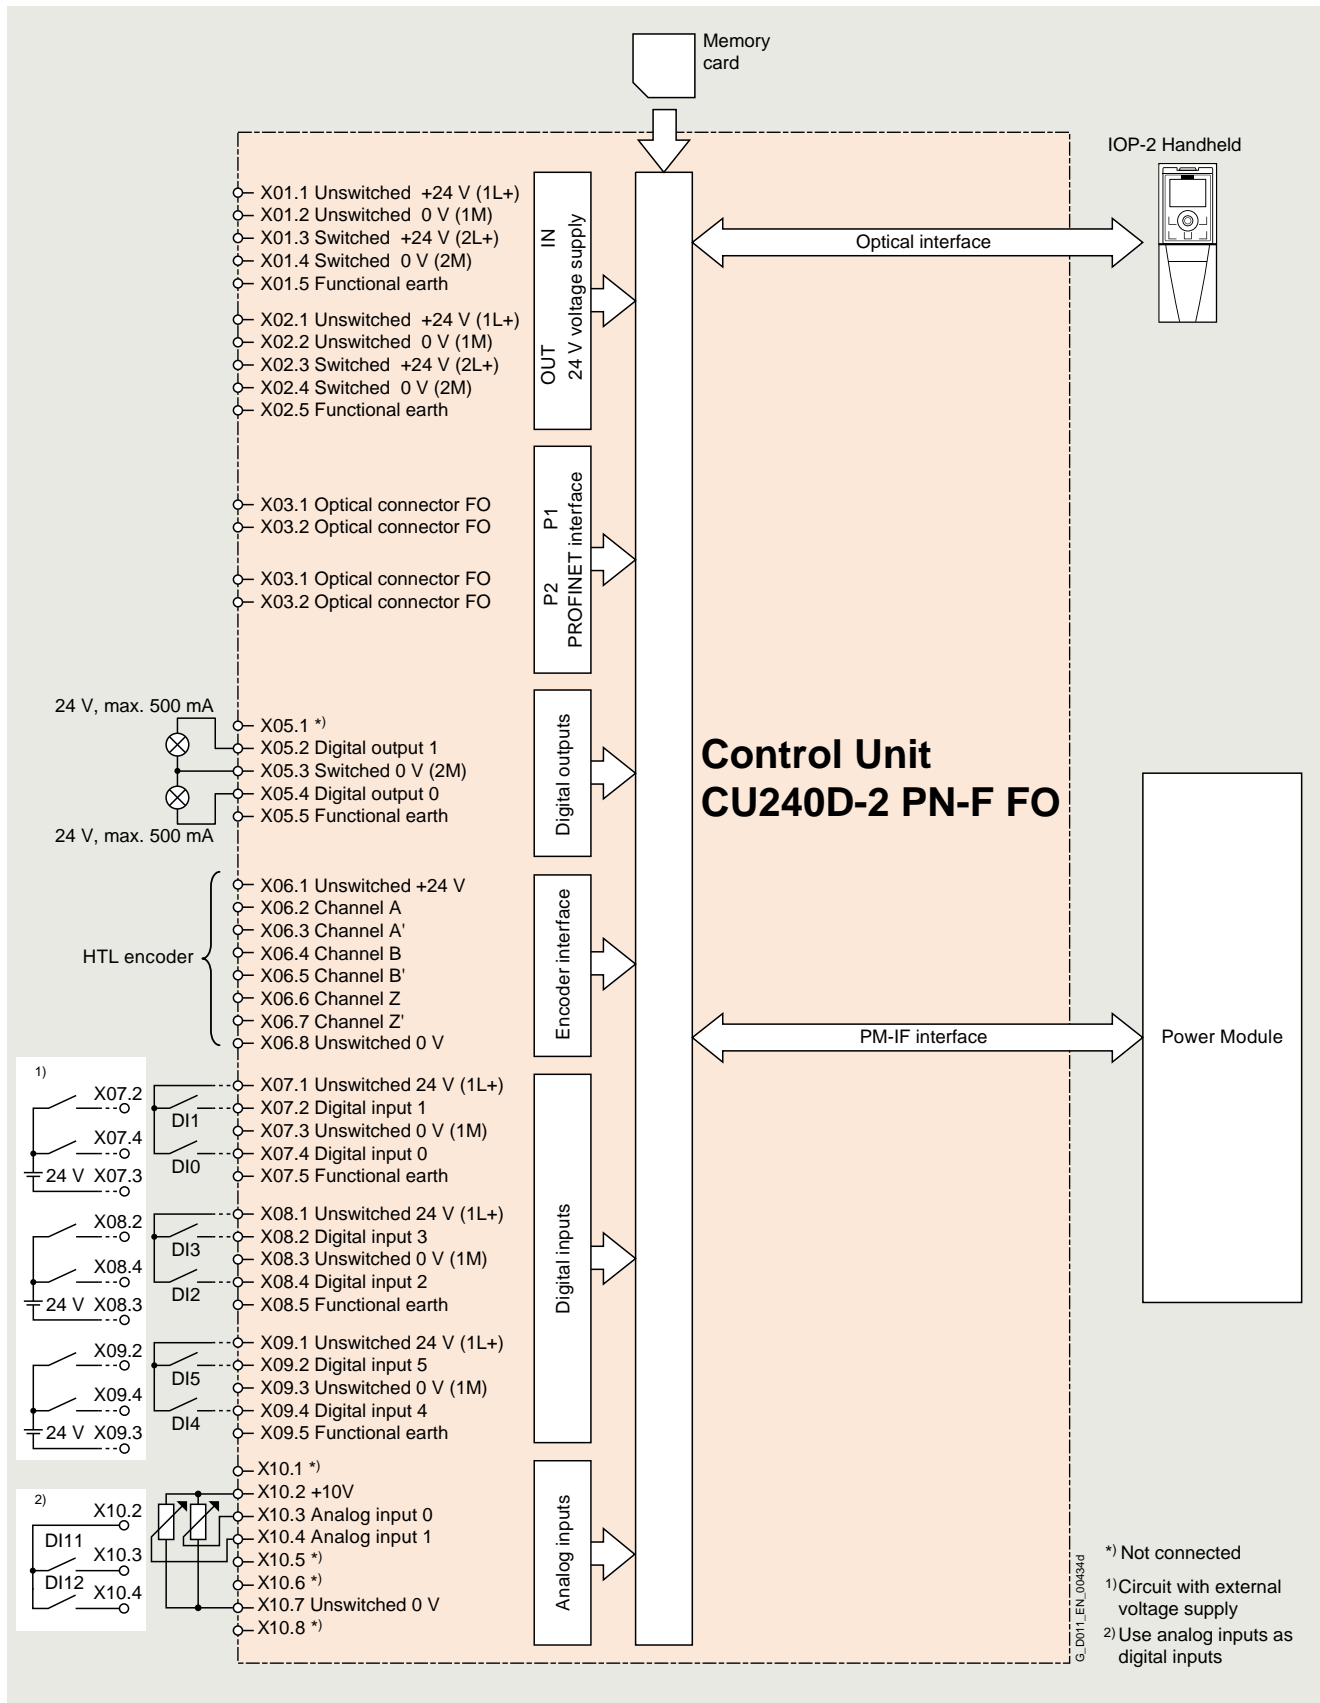 Memory
card
IOP-2 Handheld
X01.1 Unswitched +24 V (1L+)
X01.2 Unswitched 0 V (1M)
X01.3 Switched +24 V (2L+)
X01.4 Switched 0 V (2M)
X01.5 Functional earth
X02.1 Unswitched +24 V (1L+)
X02.2 Unswitched 0 V (1M)
X02.3 Switched +24 V (2L+)
X02.4 Switched 0 V (2M)
X02.5 Functional earth
OUT IN
24 V voltage supply
Optical interface
X03.1 Optical connector FO
X03.2 Optical connector FO
X03.1 Optical connector FO
X03.2 Optical connector FO
P2 P1
PROFINET interface
24 V, max. 500 mA
24 V, max. 500 mA
X05.1 *)
X05.2 Digital output 1
X05.3 Switched 0 V (2M)
X05.4 Digital output 0
X05.5 Functional earth
Digital outputs
Control Unit
CU240D-2 PN-F FO
HTL encoder
X06.1 Unswitched +24 V
X06.2 Channel A
X06.3 Channel A'
X06.4 Channel B
X06.5 Channel B'
X06.6 Channel Z
X06.7 Channel Z'
X06.8 Unswitched 0 V
Encoder interface
PM-IF interface
Power Module
1)
X07.2
X07.4
24 V X07.3
DI1
DI0
X07.1 Unswitched 24 V (1L+)
X07.2 Digital input 1
X07.3 Unswitched 0 V (1M)
X07.4 Digital input 0
X07.5 Functional earth
X08.2
X08.4
24 V X08.3
DI3
DI2
X08.1 Unswitched 24 V (1L+)
X08.2 Digital input 3
X08.3 Unswitched 0 V (1M)
X08.4 Digital input 2
X08.5 Functional earth
Digital inputs
X09.2
X09.4
24 V X09.3
DI5
DI4
X09.1 Unswitched 24 V (1L+)
X09.2 Digital input 5
X09.3 Unswitched 0 V (1M)
X09.4 Digital input 4
X09.5 Functional earth
2)
X10.2
DI11
X10.3
DI12
X10.4
X10.1 *)
X10.2 +10V
X10.3 Analog input 0
X10.4 Analog input 1
X10.5 *)
X10.6 *)
X10.7 Unswitched 0 V
X10.8 *)
Analog inputs
G_D011_EN_00434d
*) Not connected
1) Circuit with external
voltage supply
2) Use analog inputs as
digital inputs